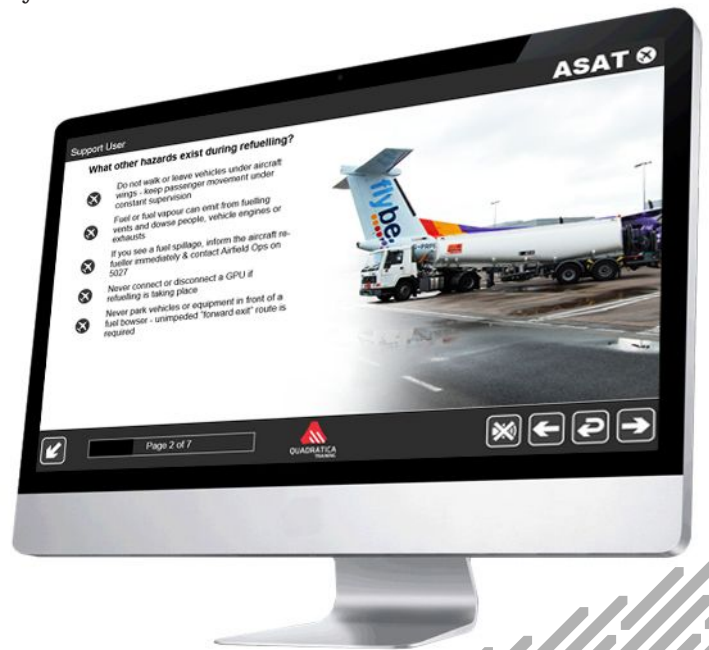 ASAT
Support User
What other hazards exist during refuelling?
Do not walk or leave vehicles under aircraft
wings - keep passenger movement under
constant supervision
Fuel or fuel vapour can emit from fuelling
vents and dowse people, vehicle engines or
exhausts
If you see a fuel spillage, inform the aircraft re-
fueller immediately & contact Airfield Ops on
5027
Never connect or disconnect a GPU if
refuelling is taking place
Never park vehicles or equipment in front of a
fuel bowser - unimpeded "forward exit" route is
required
flybe
Page 2 of 7
QUADRATICA
TRAINING